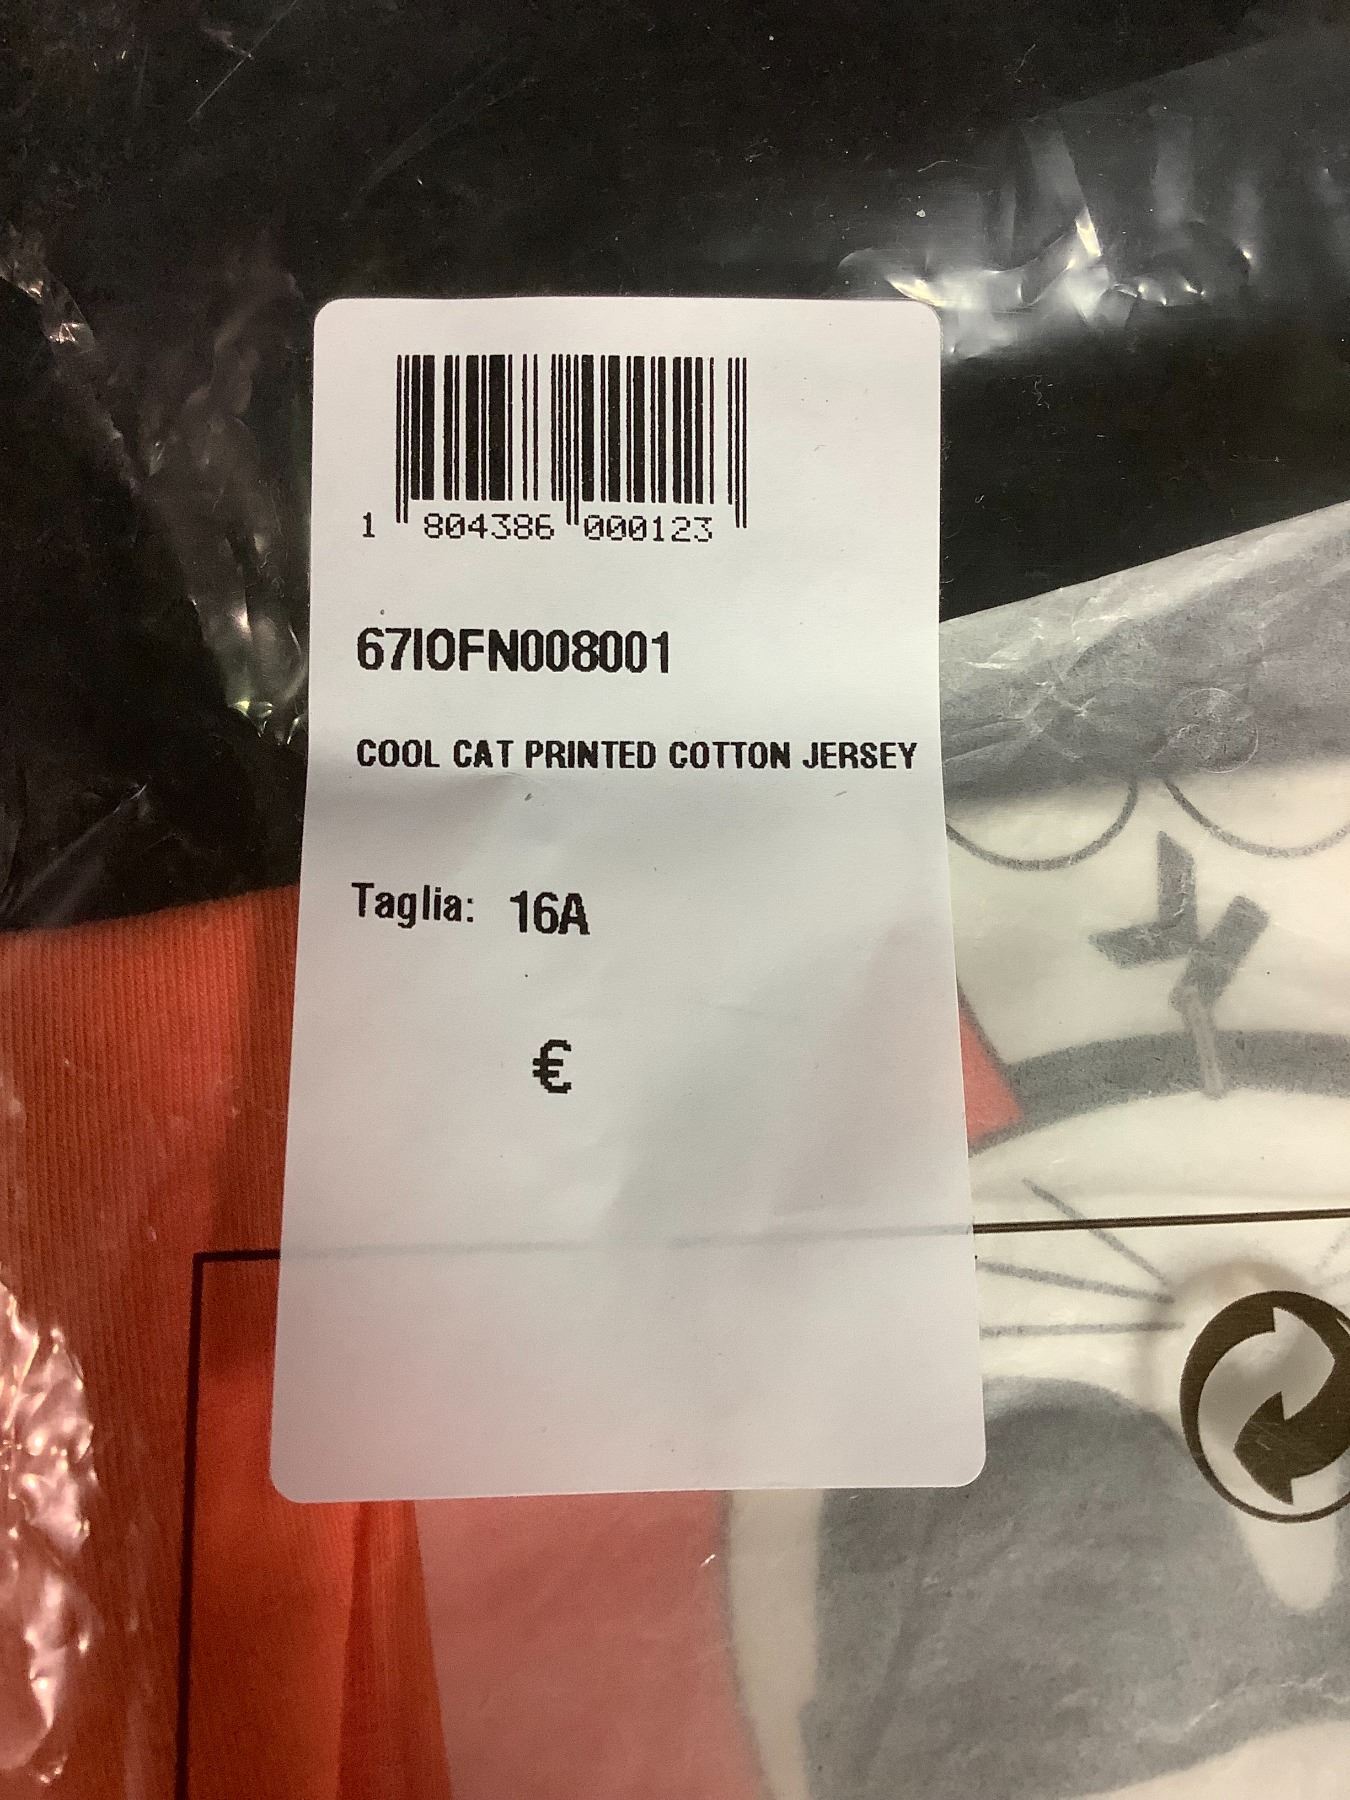 1 804386 000123
67IOFN008001
COOL CAT PRINTED COTTON JERSEY
Taglia: 16A
€